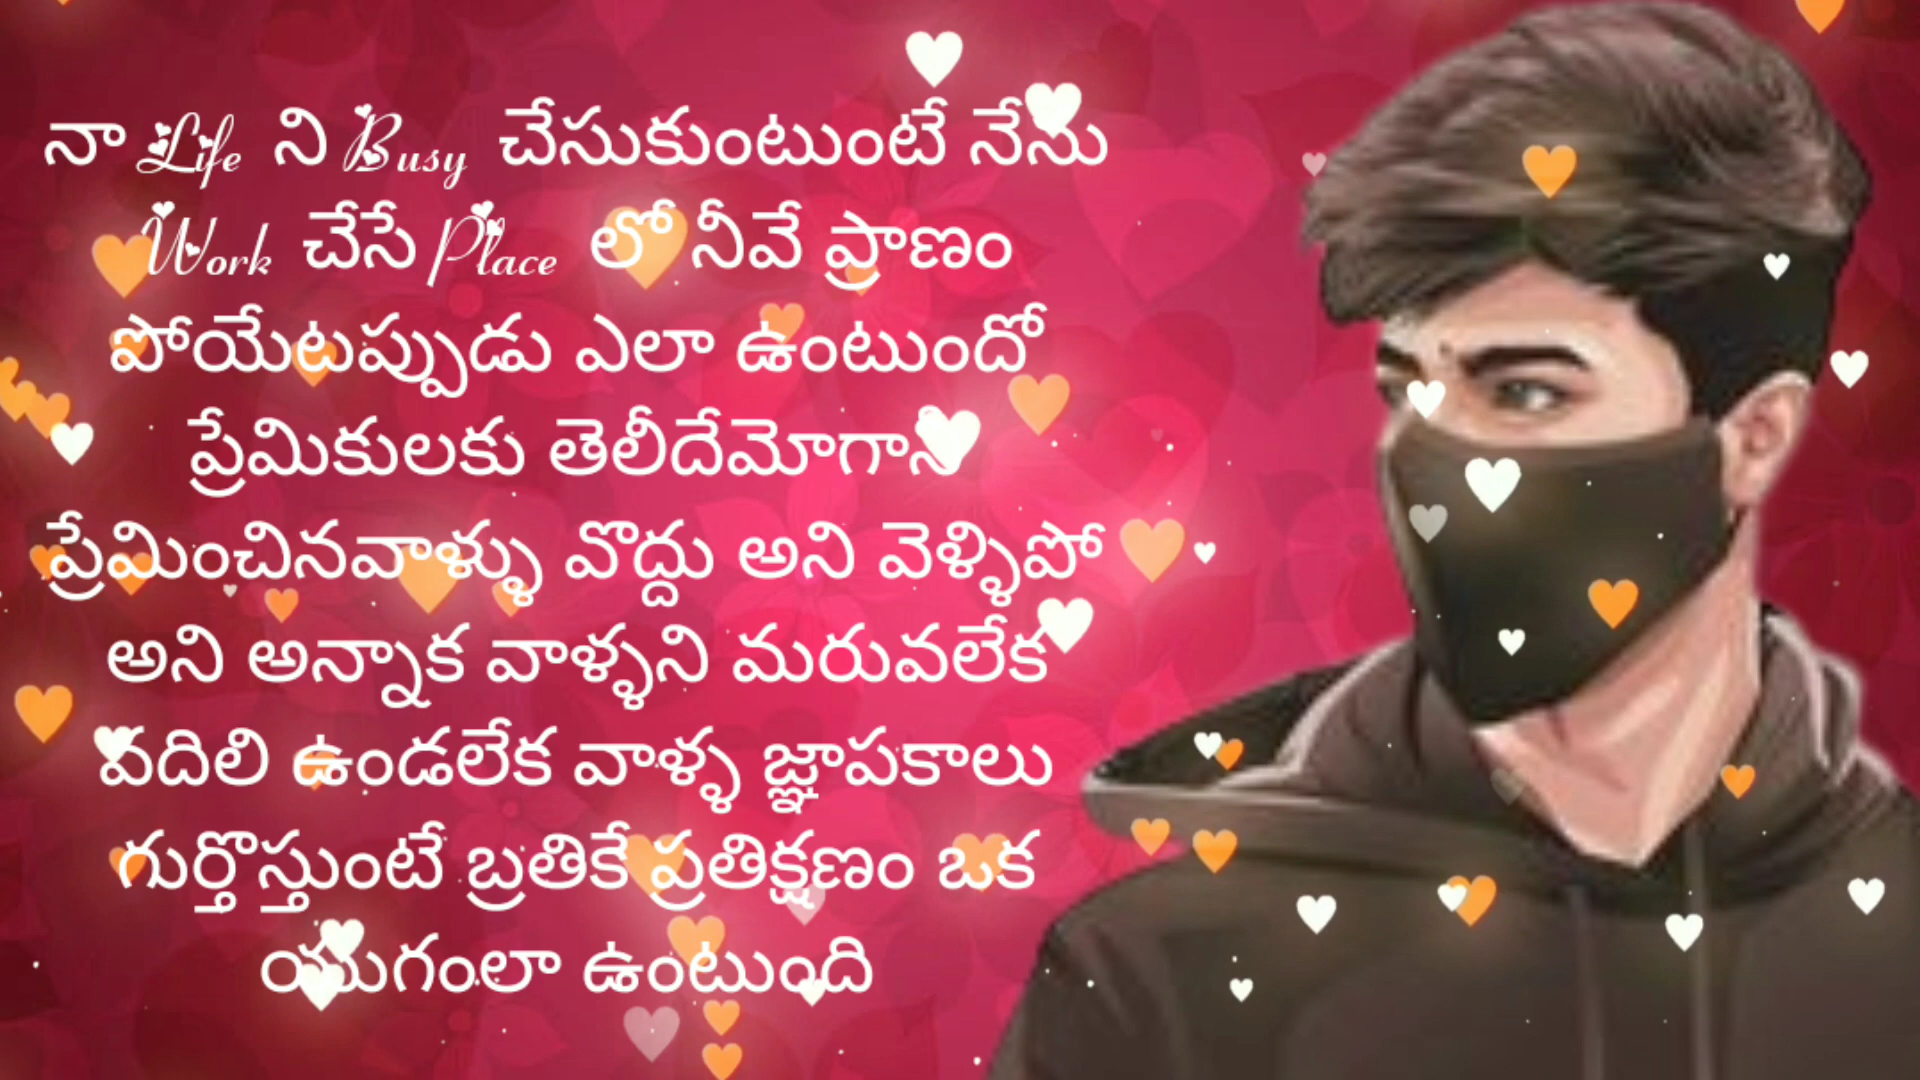 నా Life ని Busy చేసుకుంటుంటే నేను
Work చేసే Place లో నీవే ప్రాణం
పోయేటప్పుడు ఎలా ఉంటుందో
ప్రేమికులకు తెలీదేమోగాని
ప్రేమించినవాళ్ళు వొద్దు అని వెళ్ళిపో
అని అన్నాక వాళ్ళని మరువలేక
వదిలి ఉండలేక వాళ్ళ జ్ఞాపకాలు
గుర్తొస్తుంటే బ్రతికే ప్రతిక్షణం ఒక
యుగంలా ఉంటుంది